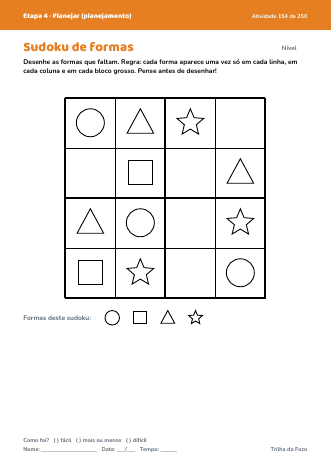 Etapa 4 · Planejar (planejamento)
Atividade 154 de 250
Sudoku de formas
Nível
Desenhe as formas que faltam. Regra: cada forma aparece uma vez só em cada linha, em
cada coluna e em cada bloco grosso. Pense antes de desenhar!
Formas deste sudoku:
Como foi? ( ) fácil ( ) mais ou menos ( ) difícil
Nome: ____________________ Data: ___/___ Tempo: ______
Trilha do Foco